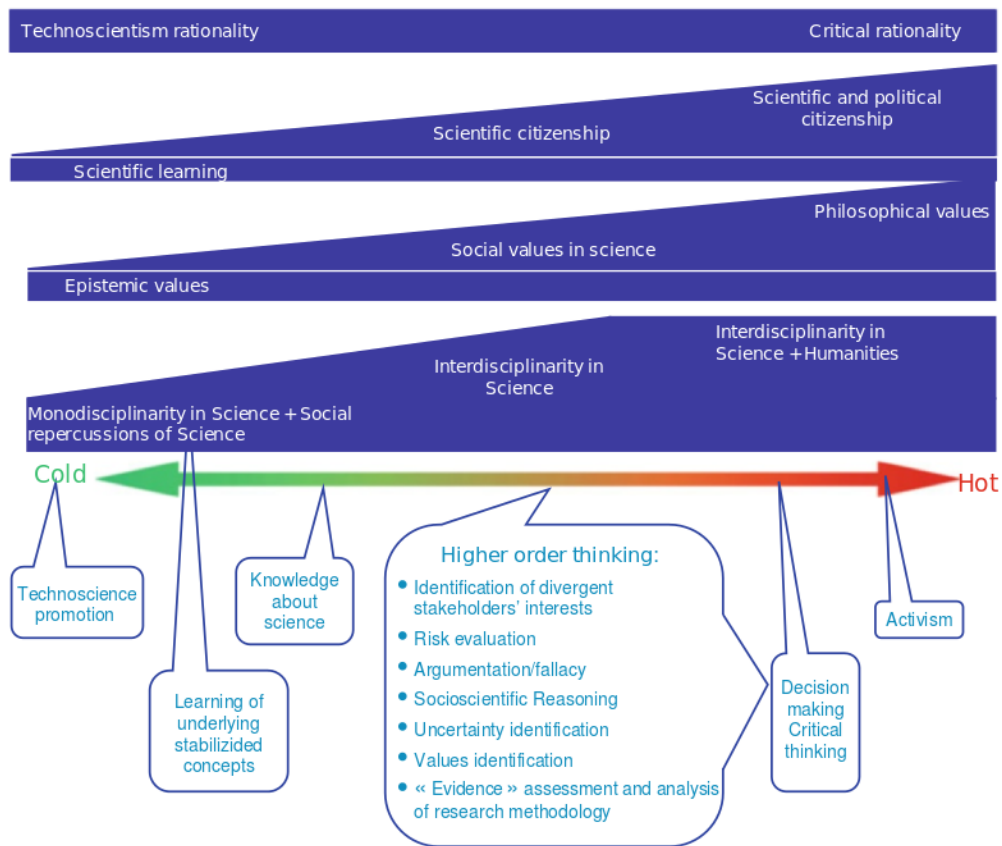 Technoscientism rationality
Critical rationality
Scientific and political
citizenship
Scientific citizenship
Scientific learning
Philosophical values
Social values in science
Epistemic values
Interdisciplinarity in
Science +Humanities
Interdisciplinarity in
Science
Monodisciplinarity in Science + Social
repercussions of Science
Cold
Hot
Technoscience
promotion
Learning of
underlying
stabilizided
concepts
Knowledge
about
science
Higher order thinking:
• Identification of divergent
stakeholders’ interests
• Risk evaluation
• Argumentation/fallacy
• Socioscientific Reasoning
• Uncertainty identification
• Values identification
• « Evidence » assessment and analysis
of research methodology
Decision
making
Critical
thinking
Activism